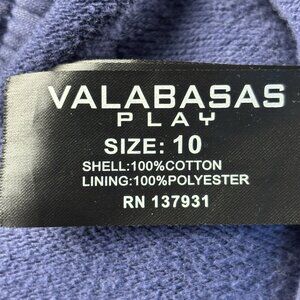 VALABASAS
PLAY
SIZE: 10
SHELL:100%COTTON
LINING:100%POLYESTER
RN 137931